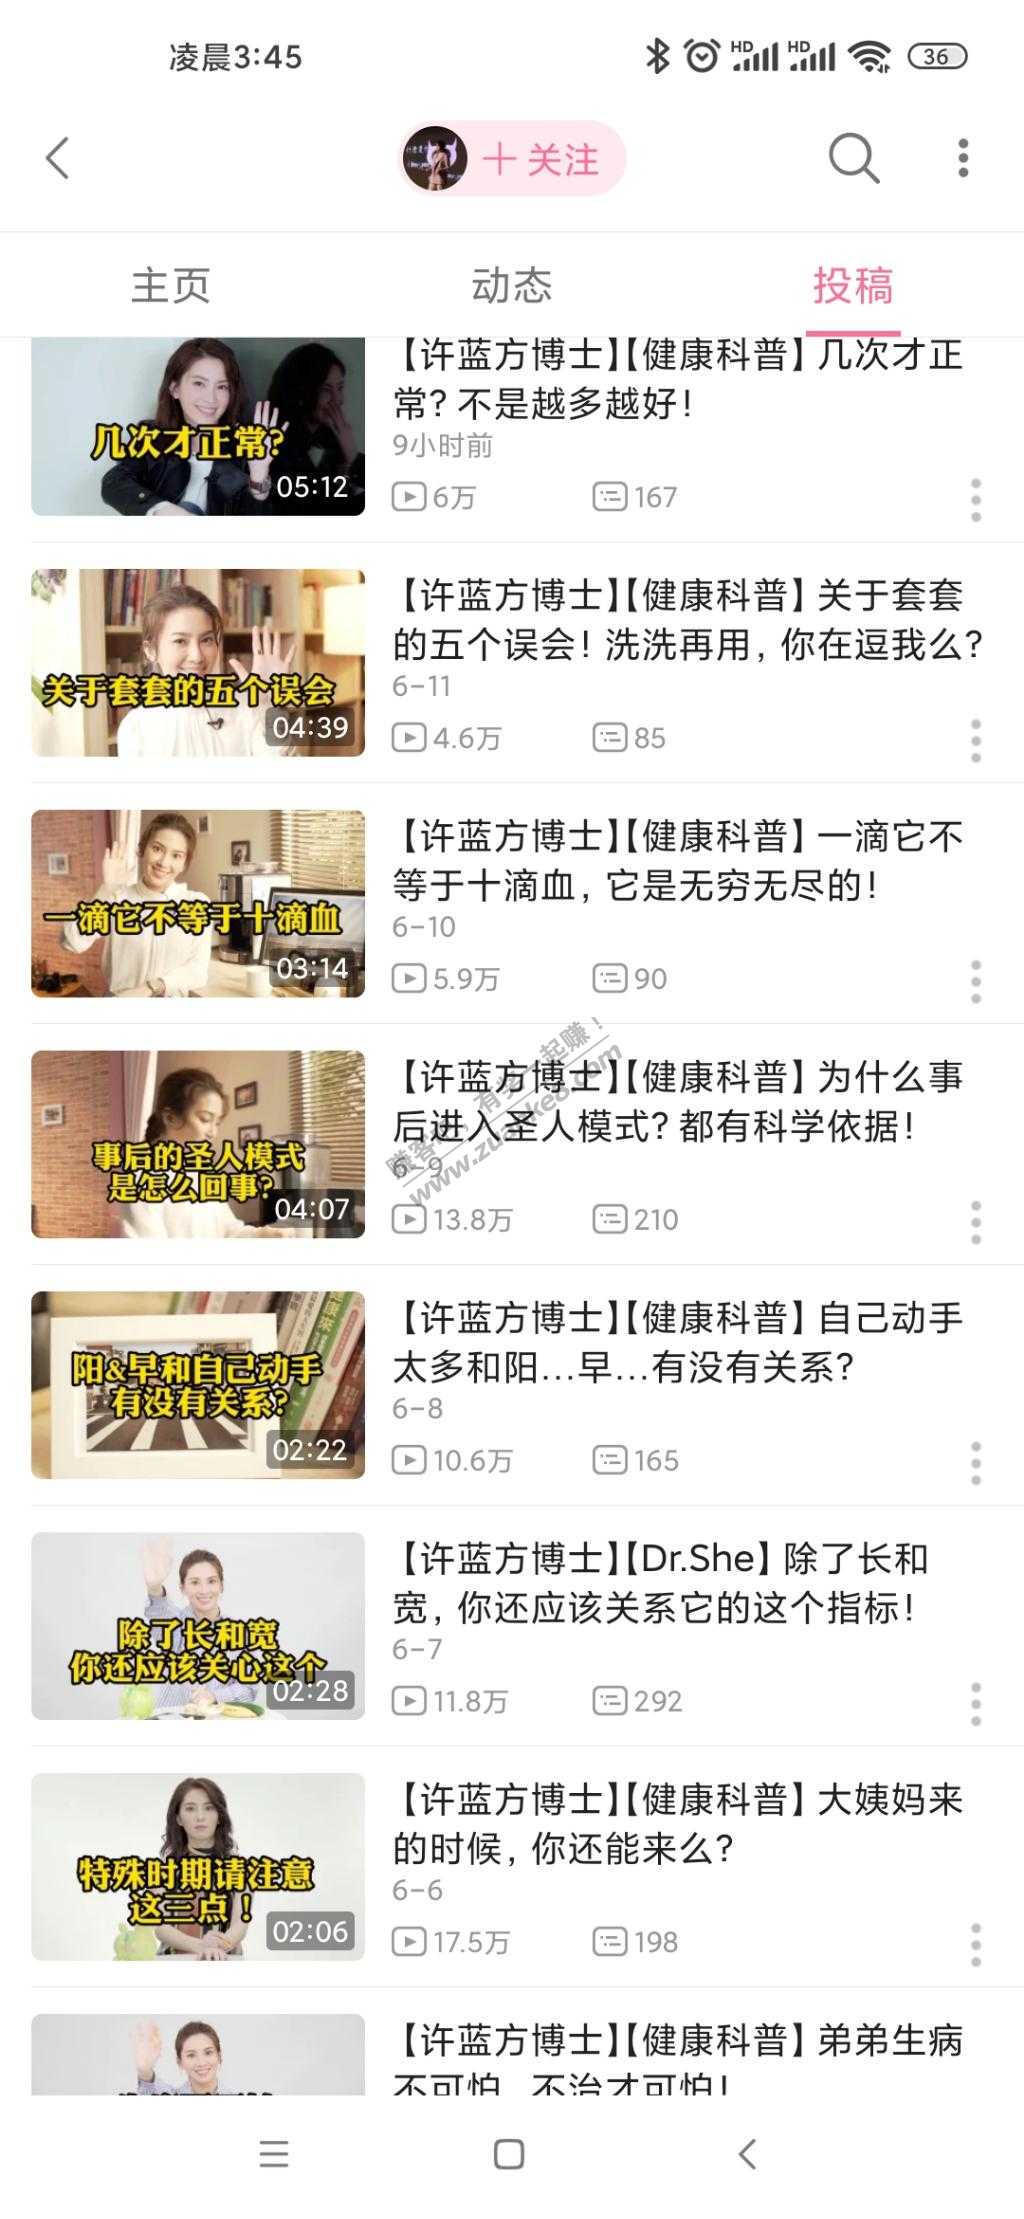 凌晨3:45
HD HD 36
关注
主页 动态 投稿
几次才正常?
05:12
【许蓝方博士】【健康科普】几次才正
常?不是越多越好!
9小时前
6万 167
关于套套的五个误会
04:39
【许蓝方博士】【健康科普】关于套套
的五个误会!洗洗再用,你在逗我么?
6-11
4.6万 85
一滴它不等于十滴血
03:14
【许蓝方博士】【健康科普】一滴它不
等于十滴血,它是无穷无尽的!
6-10
5.9万 90
事后的圣人模式
是怎么回事?
04:07
【许蓝方博士】【健康科普】为什么事
后进入圣人模式?都有科学依据!
6-9
13.8万 210
赚客吧,有奖一起赚!
www.zuanke8.com
阳&早和自己动手
有没有关系?
02:22
【许蓝方博士】【健康科普】自己动手
太多和阳...早...有没有关系?
6-8
10.6万 165
除了长和宽
你还应该关心这个
02:28
【许蓝方博士】【Dr.She】除了长和
宽,你还应该关系它的这个指标!
6-7
11.8万 292
特殊时期请注意
这三点!
02:06
【许蓝方博士】【健康科普】大姨妈来
的时候,你还能来么?
6-6
17.5万 198
【许蓝方博士】【健康科普】弟弟生病
不可怕,不治才可怕!